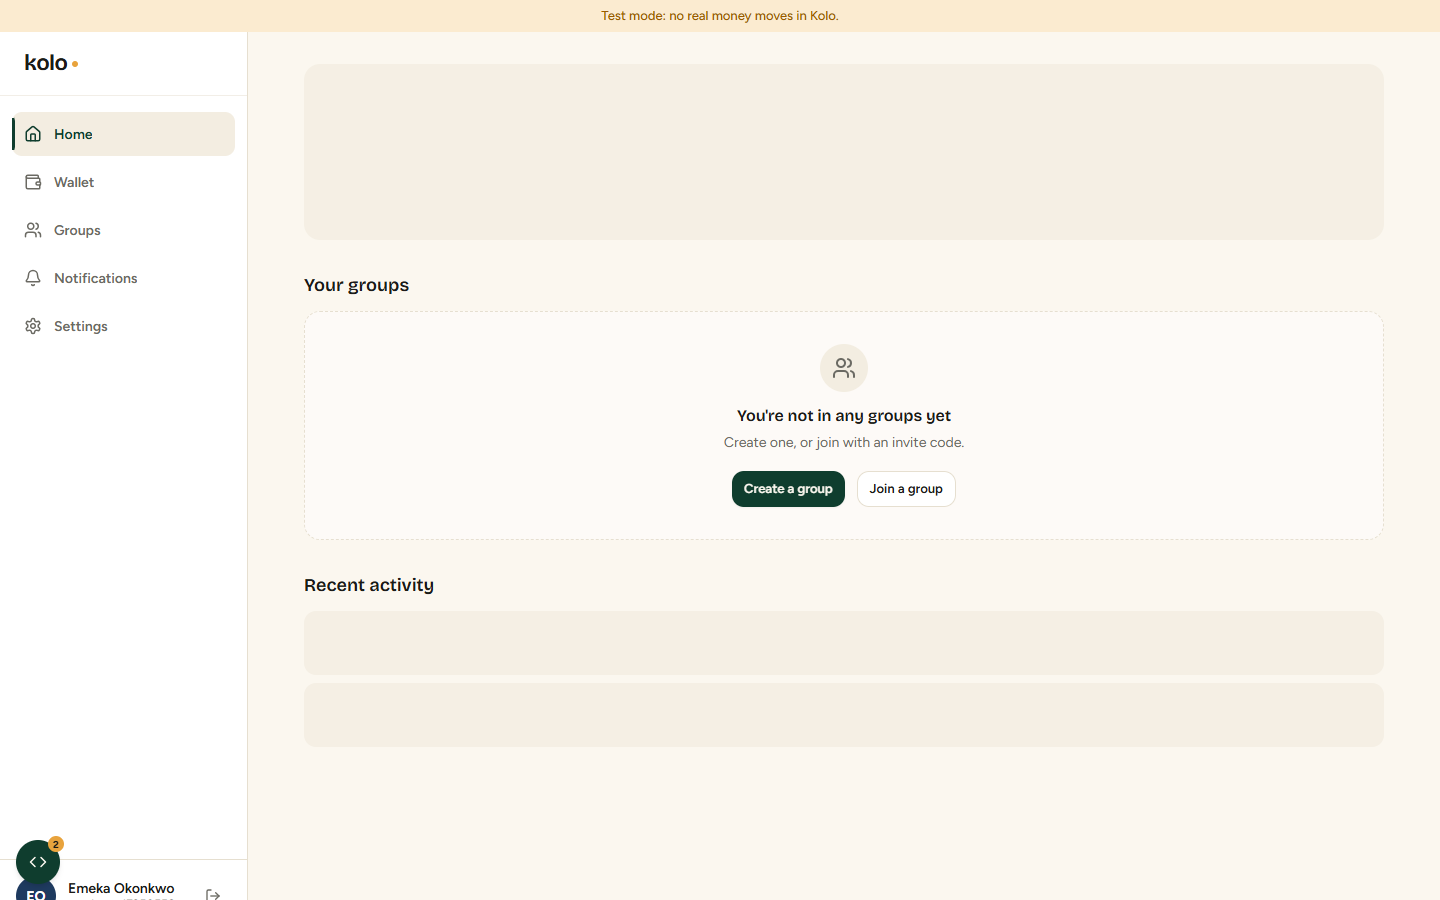 Test mode: no real money moves in Kolo.
kolo
Home
Wallet
Groups
Notifications
Settings
Your groups
You're not in any groups yet
Create one, or join with an invite code.
Create a group
Join a group
Recent activity
2
Emeka Okonkwo
EO